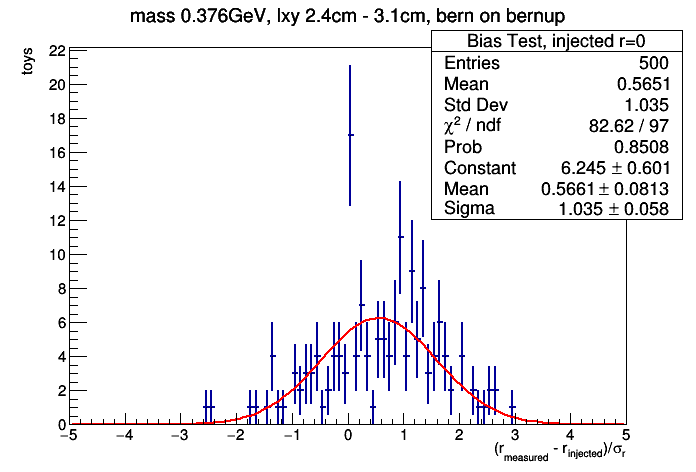 mass 0.376GeV, lxy 2.4cm - 3.1cm, bern on bernup
Bias Test, injected r=0
Entries 500
Mean 0.5651
Std Dev 1.035
χ² / ndf 82.62 / 97
Prob 0.8508
Constant 6.245 ± 0.601
Mean 0.5661 ± 0.0813
Sigma 1.035 ± 0.058
toys
22
20
18
16
14
12
10
8
6
4
2
0
−5 −4 −3 −2 −1 0 1 2 3 4 5
(r_measured - r_injected)/σ_r